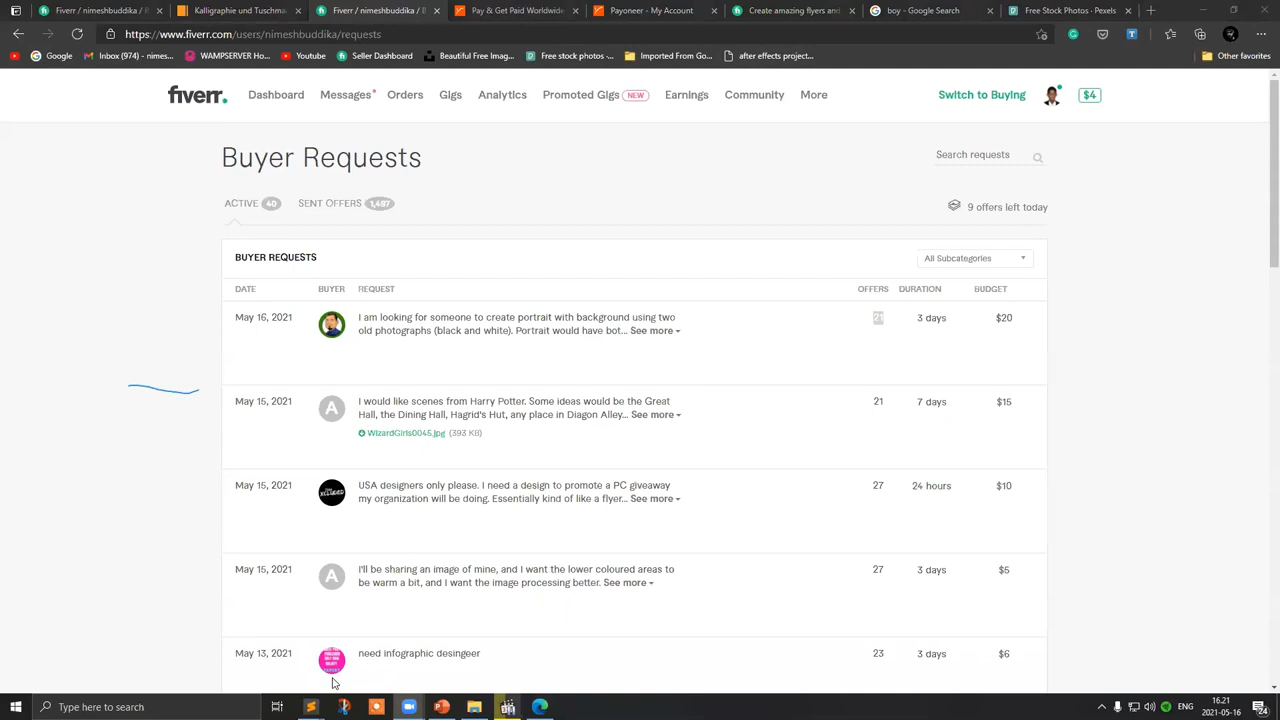 Fiverr / nimeshbuddika / R
Kalligraphie und Tuschmalerei
Fiverr / nimeshbuddika / B
Pay & Get Paid Worldwide
Payoneer - My Account
Create amazing flyers and
boy - Google Search
Free Stock Photos · Pexels
https://www.fiverr.com/users/nimeshbuddika/requests
Google
Inbox (974) - nimes...
WAMPSERVER Ho...
YouTube
Seller Dashboard
Beautiful Free Imag...
Free stock photos -...
Imported From Go...
after effects project...
Other favorites
fiverr.
Dashboard
Messages
Orders
Gigs
Analytics
Promoted Gigs NEW
Earnings
Community
More
Switch to Buying
$4
Buyer Requests
Search requests
ACTIVE 40
SENT OFFERS 1,497
9 offers left today
BUYER REQUESTS
All Subcategories
DATE BUYER REQUEST OFFERS DURATION BUDGET
May 16, 2021
I am looking for someone to create portrait with background using two
old photographs (black and white). Portrait would have bot... See more
21
3 days
$20
May 15, 2021
A
I would like scenes from Harry Potter. Some ideas would be the Great
Hall, the Dining Hall, Hagrid's Hut, any place in Diagon Alley... See more
WizardGirls0045.jpg (393 KB)
21
7 days
$15
May 15, 2021
USA designers only please. I need a design to promote a PC giveaway
my organization will be doing. Essentially kind of like a flyer... See more
27
24 hours
$10
May 15, 2021
A
I'll be sharing an image of mine, and I want the lower coloured areas to
be warm a bit, and I want the image processing better. See more
27
3 days
$5
May 13, 2021
need infographic desingeer
23
3 days
$6
Type here to search
ENG
16.21
2021-05-16